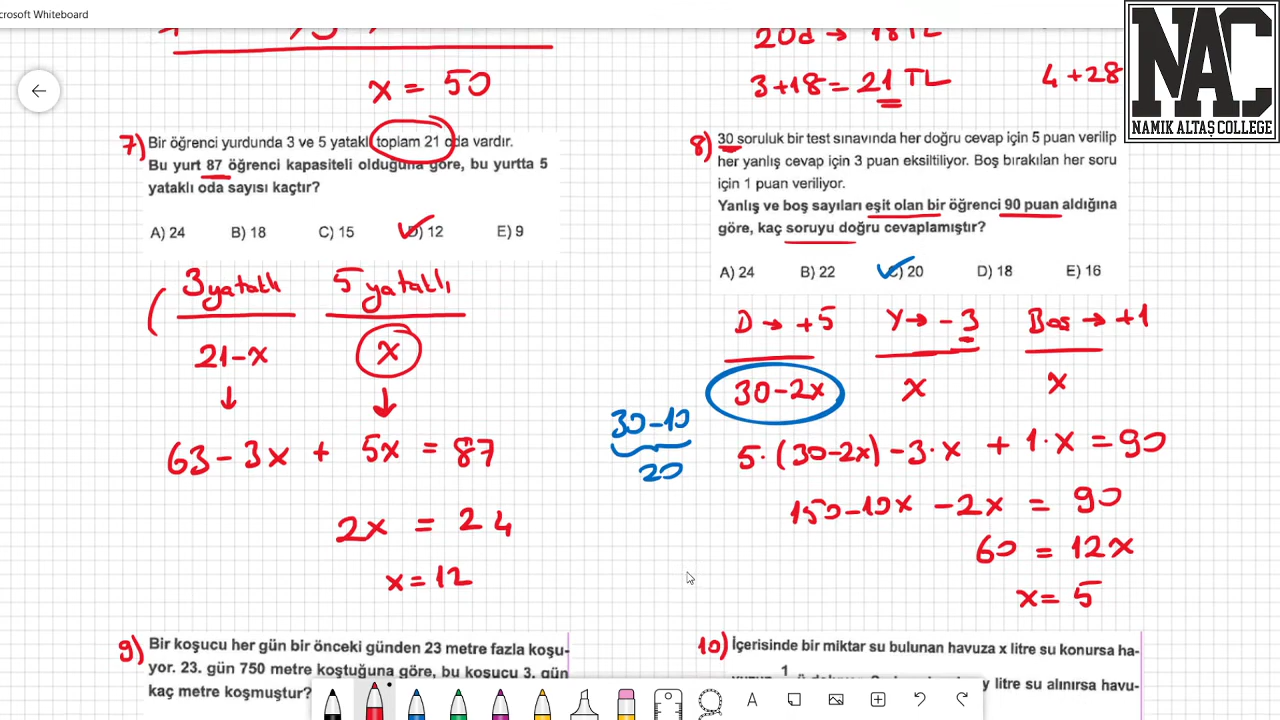 crosoft Whiteboard
NAC
NAMIK ALTAŞ COLLEGE
x = 50
20d → 18 TL
3+18 = 21 TL
4+28
7) Bir öğrenci yurdunda 3 ve 5 yataklı toplam 21 oda vardır.
Bu yurt 87 öğrenci kapasiteli olduğuna göre, bu yurtta 5
yataklı oda sayısı kaçtır?
A) 24 B) 18 C) 15 D) 12 E) 9
3 yataklı 5 yataklı
21-x x
63-3x + 5x = 87
2x = 24
x = 12
8) 30 soruluk bir test sınavında her doğru cevap için 5 puan verilip
her yanlış cevap için 3 puan eksiltiliyor. Boş bırakılan her soru
için 1 puan veriliyor.
Yanlış ve boş sayıları eşit olan bir öğrenci 90 puan aldığına
göre, kaç soruyu doğru cevaplamıştır?
A) 24 B) 22 C) 20 D) 18 E) 16
D → +5 Y → -3 Boş → +1
30-2x x x
30-10
20
5·(30-2x)-3·x + 1·x = 90
150-10x -2x = 90
60 = 12x
x = 5
9) Bir koşucu her gün bir önceki günden 23 metre fazla koşu-
yor. 23. gün 750 metre koştuğuna göre, bu koşucu 3. gün
kaç metre koşmuştur?
10) İçerisinde bir miktar su bulunan havuza x litre su konursa ha-
1
y litre su alınırsa havu-
A